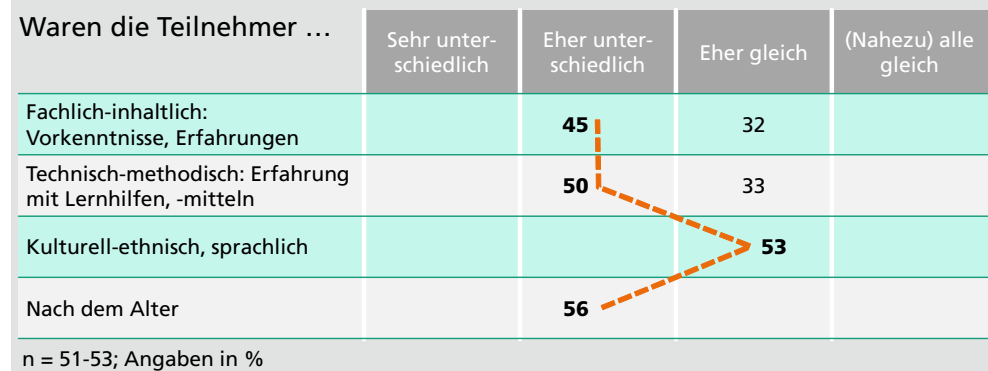 Waren die Teilnehmer …
Sehr unter-
schiedlich
Eher unter-
schiedlich
Eher gleich
(Nahezu) alle
gleich
Fachlich-inhaltlich:
Vorkenntnisse, Erfahrungen
45
32
Technisch-methodisch: Erfahrung
mit Lernhilfen, -mitteln
50
33
Kulturell-ethnisch, sprachlich
53
Nach dem Alter
56
n = 51-53; Angaben in %